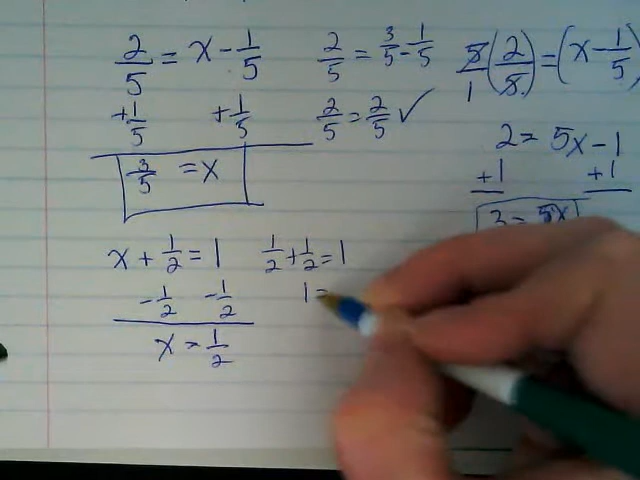 2/5 = x - 1/5
+1/5 +1/5
3/5 = x
2/5 = 3/5 - 1/5
2/5 = 2/5 ✓
5/1 (2/5) = (x - 1/5)
2 = 5x - 1
+1 +1
3 = 5x
x + 1/2 = 1
-1/2 -1/2
x = 1/2
1/2 + 1/2 = 1
1 =